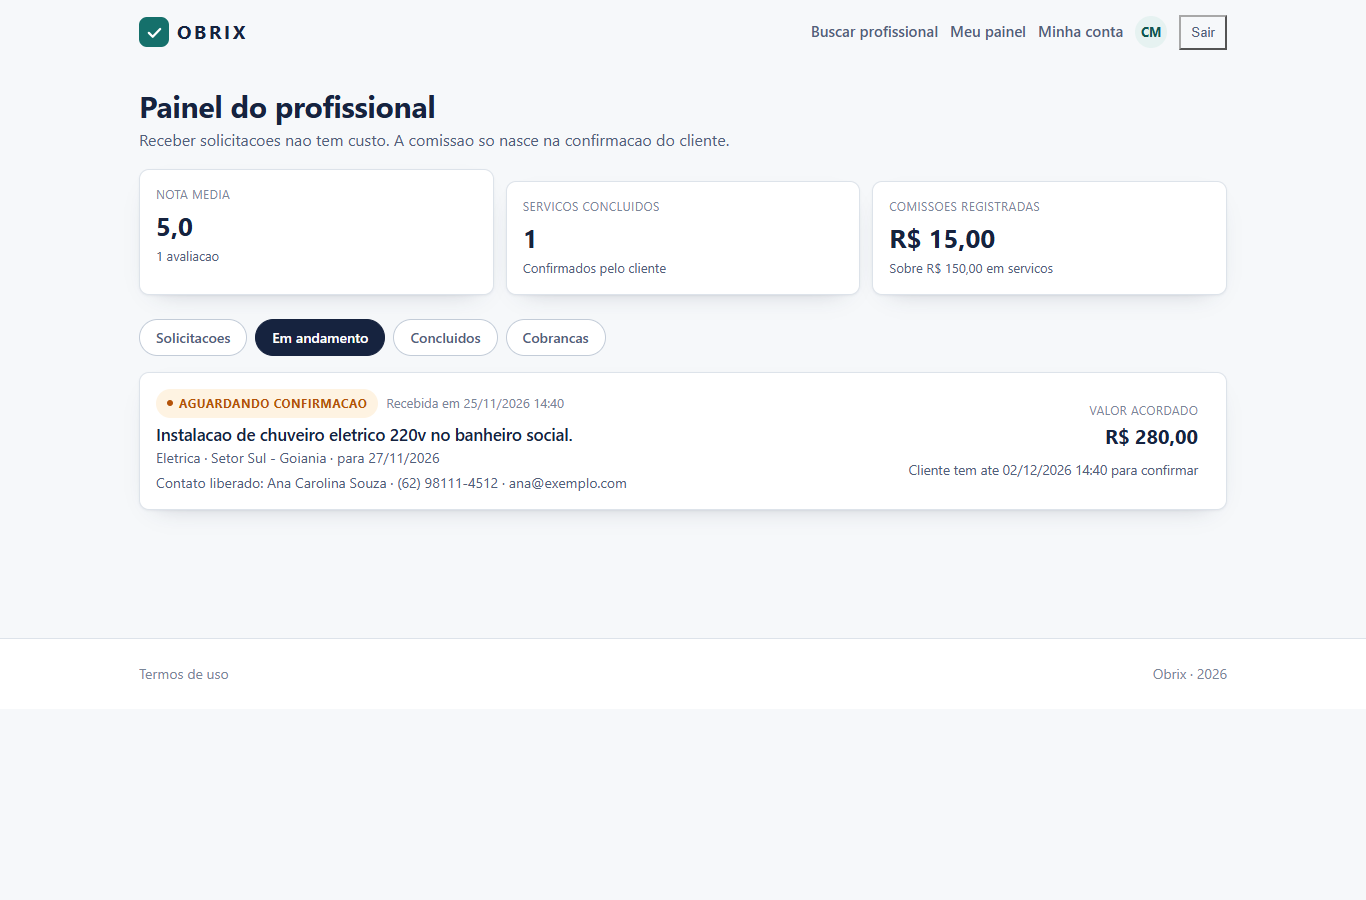 OBRIX
Buscar profissional Meu painel Minha conta CM Sair
Painel do profissional
Receber solicitacoes nao tem custo. A comissao so nasce na confirmacao do cliente.
NOTA MEDIA
5,0
1 avaliacao
SERVICOS CONCLUIDOS
1
Confirmados pelo cliente
COMISSOES REGISTRADAS
R$ 15,00
Sobre R$ 150,00 em servicos
Solicitacoes Em andamento Concluidos Cobrancas
AGUARDANDO CONFIRMACAO Recebida em 25/11/2026 14:40
Instalacao de chuveiro eletrico 220v no banheiro social.
Eletrica · Setor Sul - Goiania · para 27/11/2026
Contato liberado: Ana Carolina Souza · (62) 98111-4512 · ana@exemplo.com
VALOR ACORDADO
R$ 280,00
Cliente tem ate 02/12/2026 14:40 para confirmar
Termos de uso
Obrix · 2026